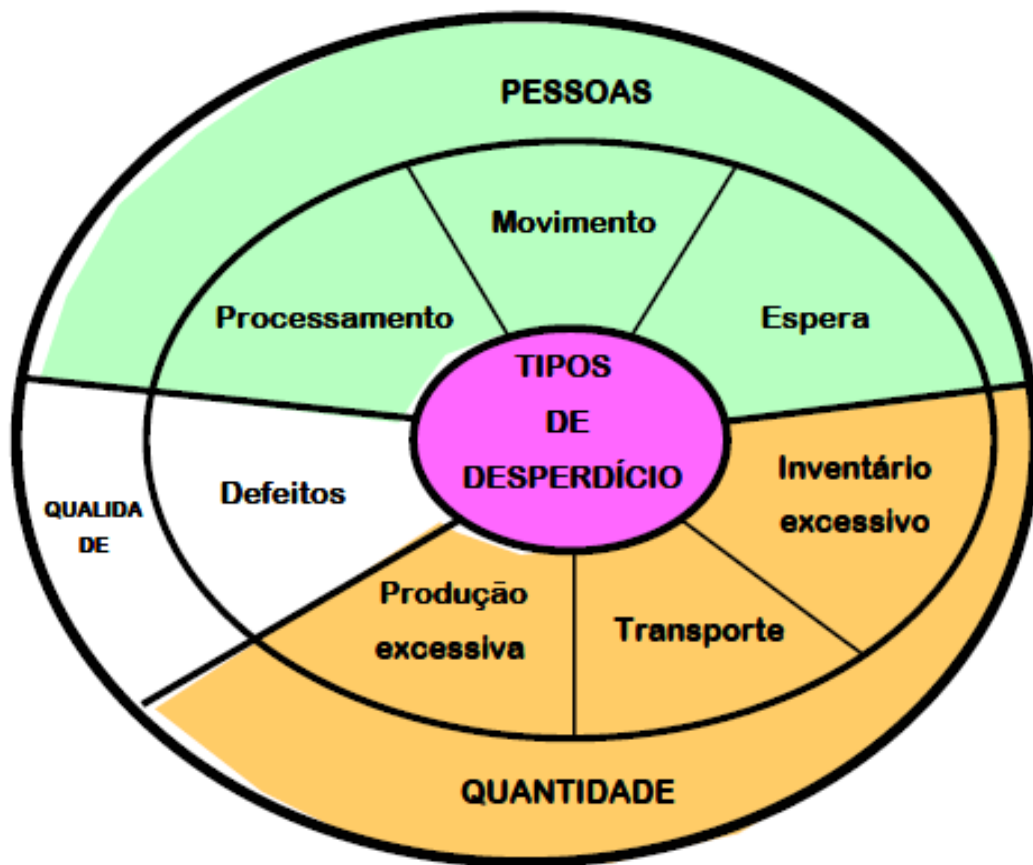 PESSOAS
Movimento
Processamento
Espera
TIPOS
DE
DESPERDÍCIO
Inventário
excessivo
Defeitos
QUALIDA
DE
Produção
excessiva
Transporte
QUANTIDADE